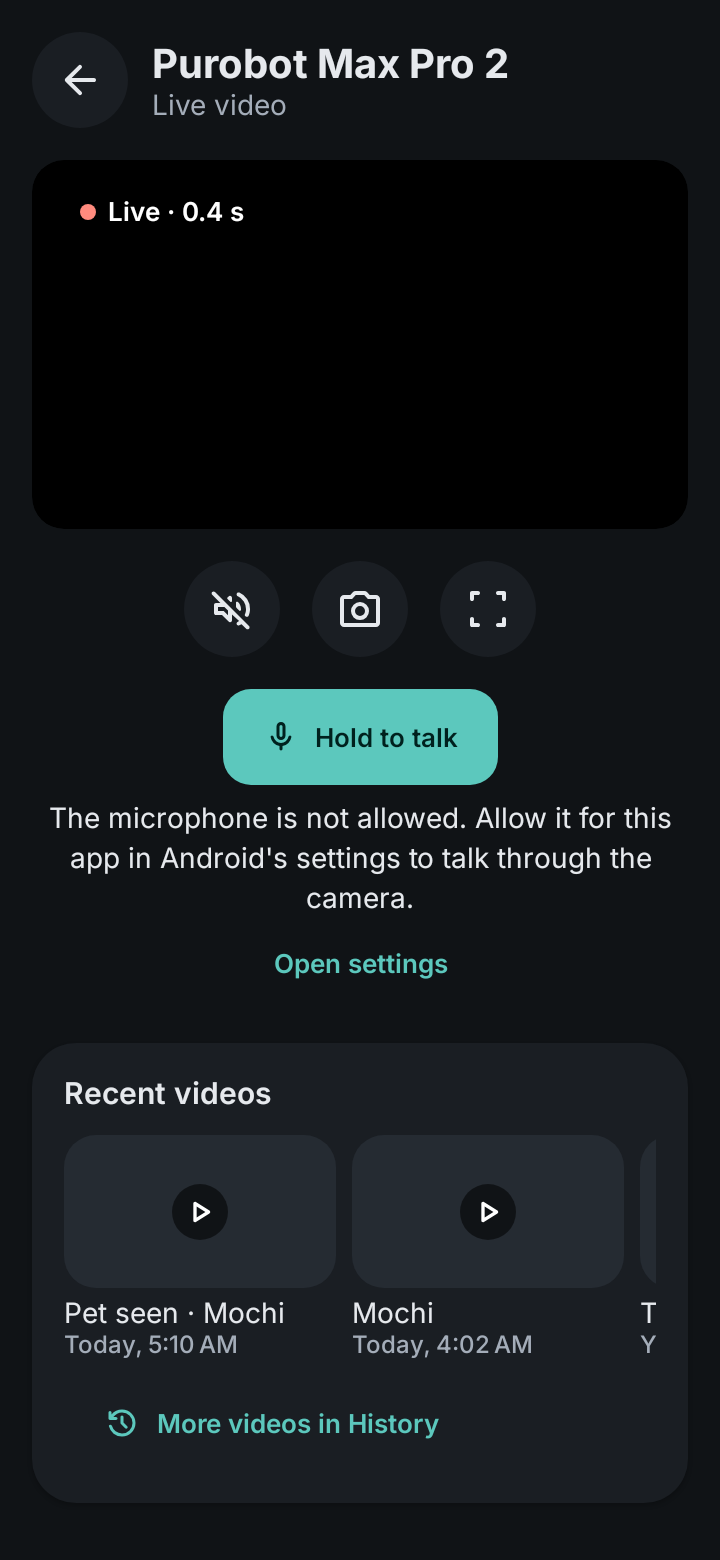 Purobot Max Pro 2
Live video
Live · 0.4 s
Hold to talk
The microphone is not allowed. Allow it for this
app in Android's settings to talk through the
camera.
Open settings
Recent videos
Pet seen · Mochi
Today, 5:10 AM
Mochi
Today, 4:02 AM
T
Y
More videos in History